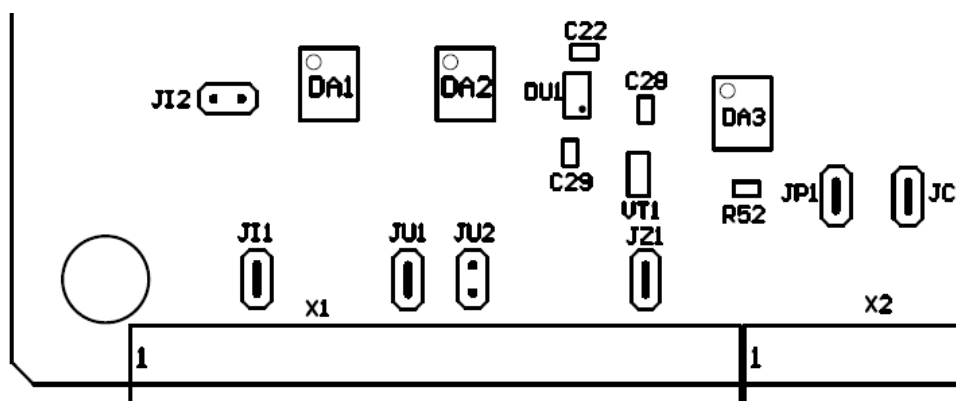 C22
DA1
DA2
DU1
C28
JI2
DA3
C29
VT1
R52
JP1
JC
JI1
JU1
JU2
JZ1
X1
X2
1
1